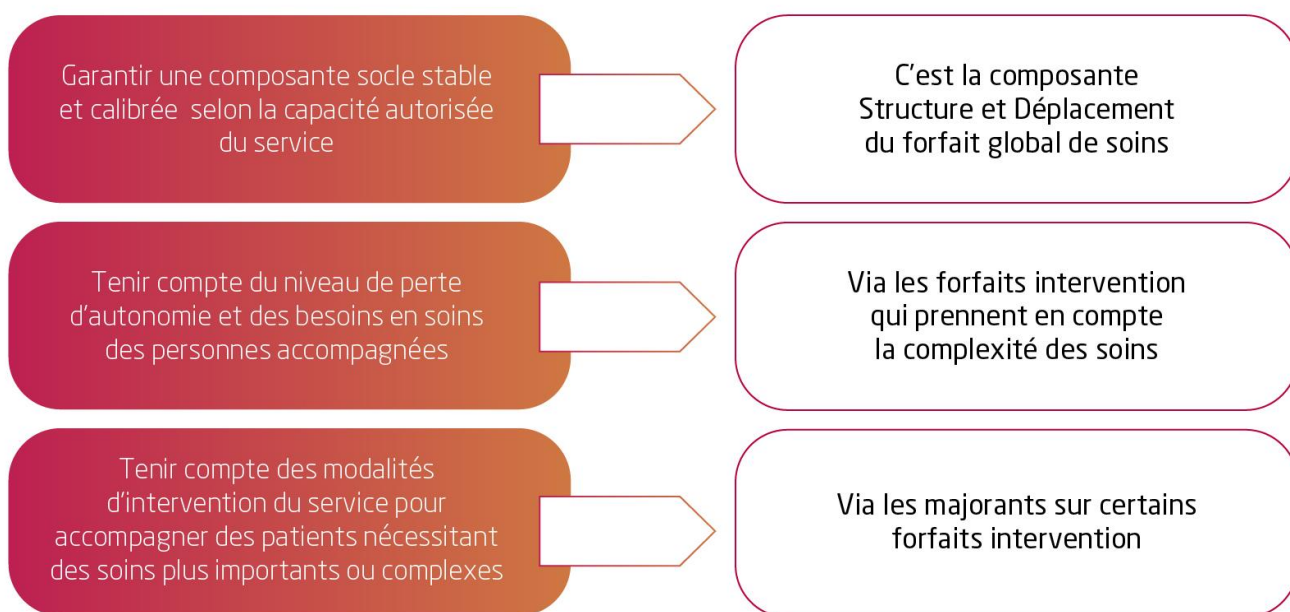 Garantir une composante socle stable
et calibrée selon la capacité autorisée
du service
C'est la composante
Structure et Déplacement
du forfait global de soins
Tenir compte du niveau de perte
d'autonomie et des besoins en soins
des personnes accompagnées
Via les forfaits intervention
qui prennent en compte
la complexité des soins
Tenir compte des modalités
d'intervention du service pour
accompagner des patients nécessitant
des soins plus importants ou complexes
Via les majorants sur certains
forfaits intervention